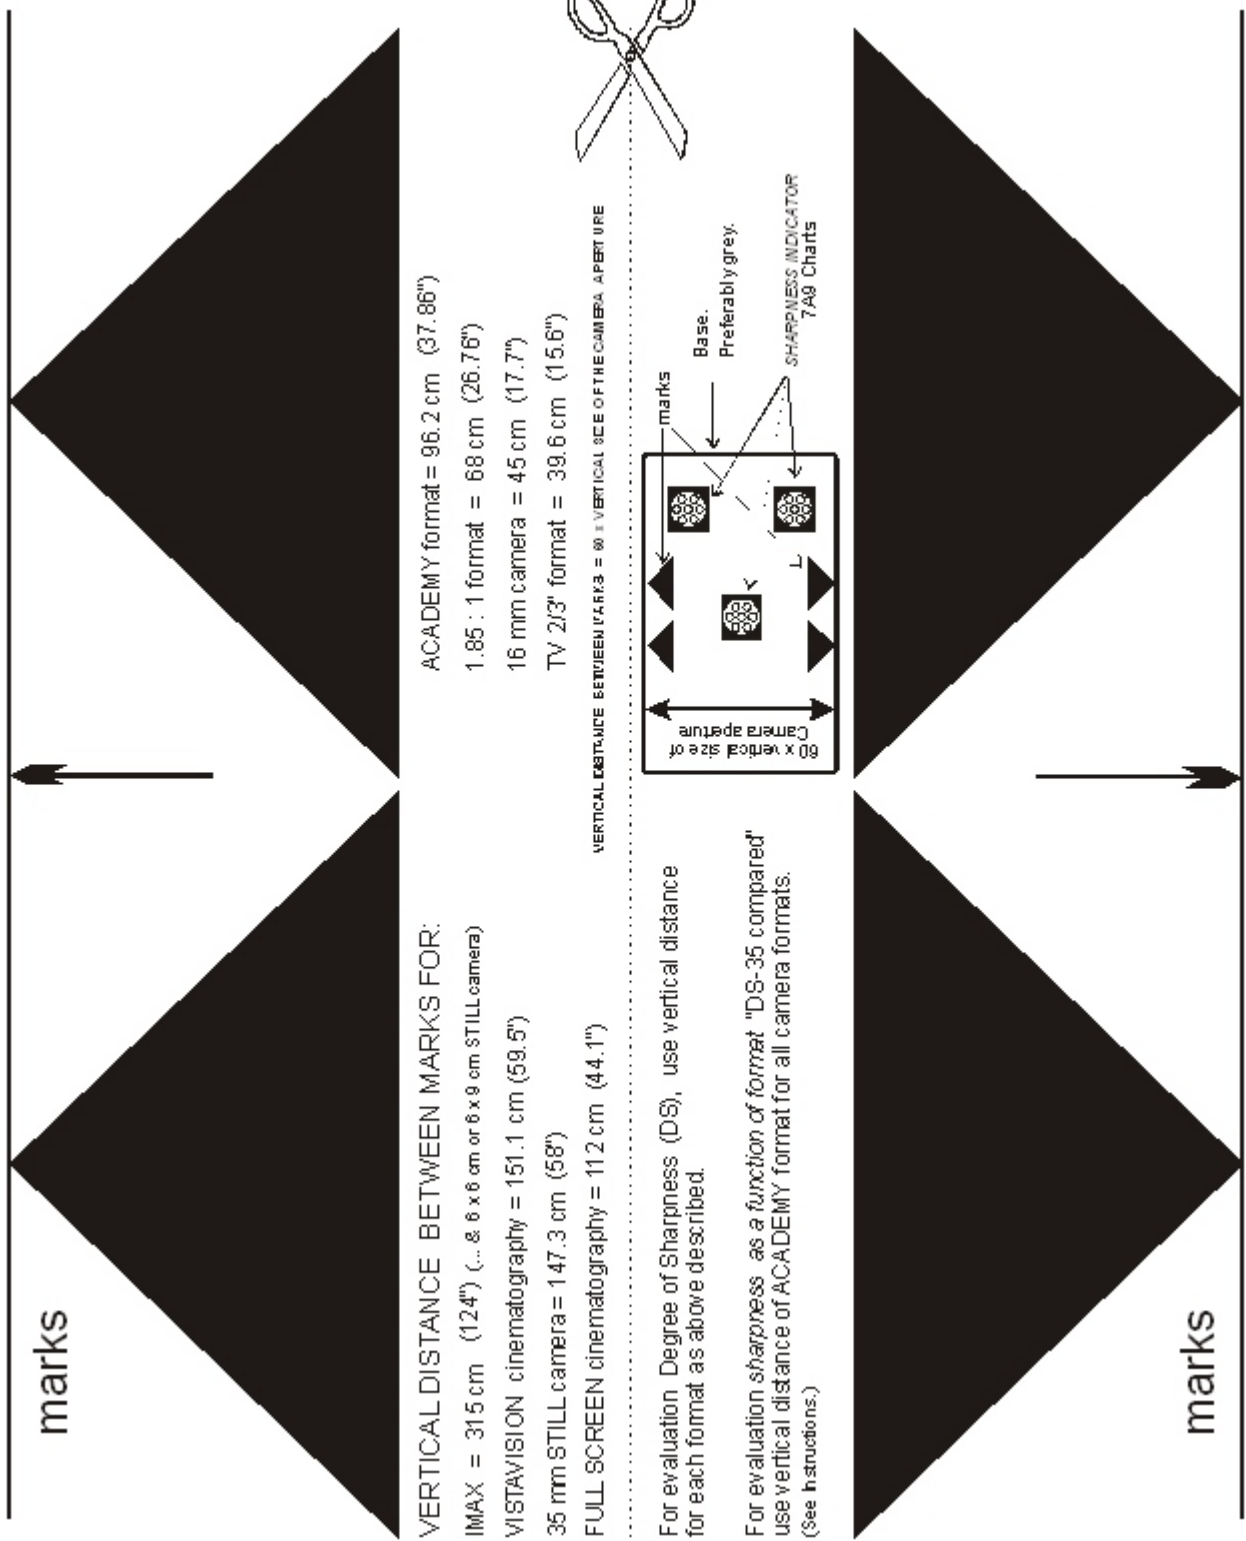 marks
VERTICAL DISTANCE BETWEEN MARKS FOR:
IMAX = 315 cm (124") (... & 6 x 6 cm or 6 x 9 cm STILL camera)
VISTAVISION cinematography = 151.1 cm (59.5")
35 mm STILL camera = 147.3 cm (58")
FULL SCREEN cinematography = 112 cm (44.1")
ACADEMY format = 96.2 cm (37.86")
1.85 : 1 format = 68 cm (26.76")
16 mm camera = 45 cm (17.7")
TV 2/3" format = 39.6 cm (15.6")
VERTICAL DISTANCE BETWEEN MARKS = 60 x VERTICAL SIZE OF THE CAMERA APERTURE
For evaluation Degree of Sharpness (DS), use vertical distance
for each format as above described.
For evaluation sharpness as a function of format "DS-35 compared"
use vertical distance of ACADEMY format for all camera formats.
(See Instructions.)
60 x vertical size of
Camera aperture
marks
Base.
Preferably grey.
SHARPNESS INDICATOR
7A9 Charts
marks